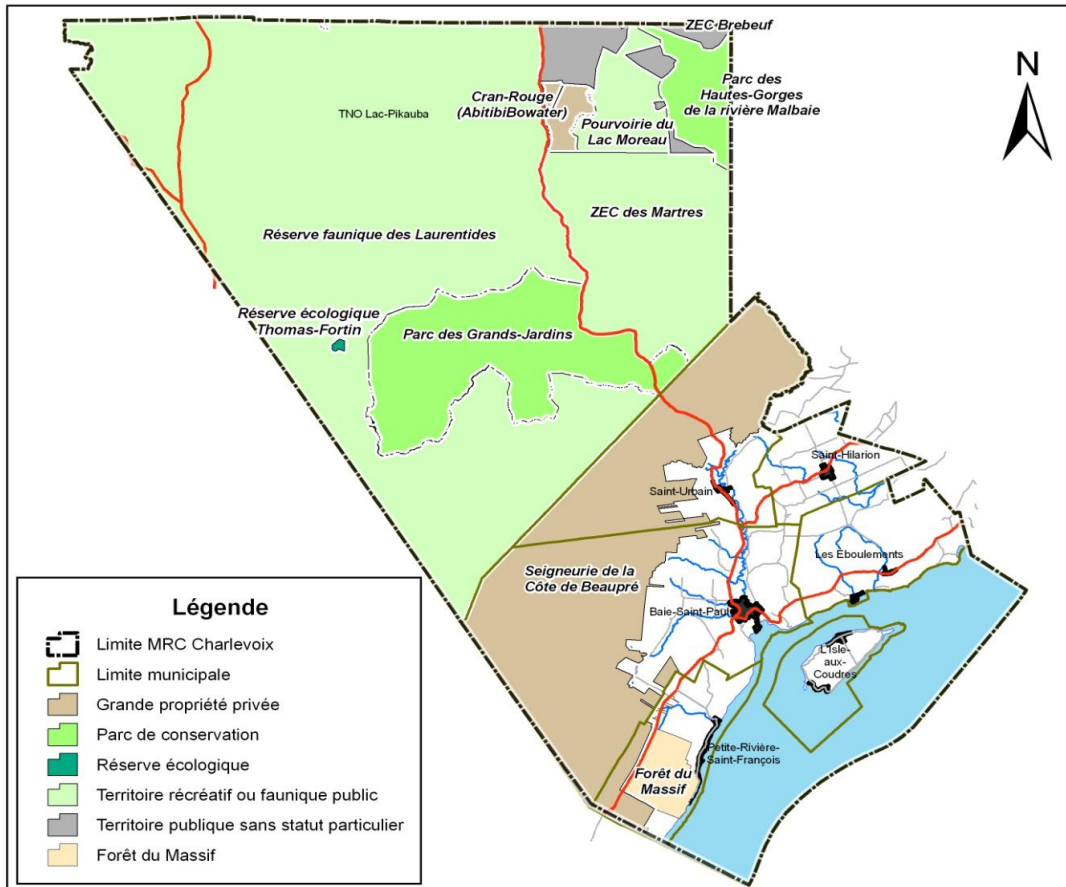 ZEC Brebeuf
N
Parc des
Hautes-Gorges
de la rivière Malbaie
Cran-Rouge
(AbitibiBowater)
TNO Lac-Pikauba
Pourvoirie du
Lac Moreau
ZEC des Martres
Réserve faunique des Laurentides
Réserve écologique
Thomas-Fortin
Parc des Grands-Jardins
Saint-Hilarion
Saint-Urbain
Les Éboulements
Seigneurie de la
Côte de Beaupré
Baie-Saint-Paul
L'Isle-
aux-
Coudres
Petite-Rivière-
Saint-François
Forêt du
Massif
Légende
Limite MRC Charlevoix
Limite municipale
Grande propriété privée
Parc de conservation
Réserve écologique
Territoire récréatif ou faunique public
Territoire publique sans statut particulier
Forêt du Massif